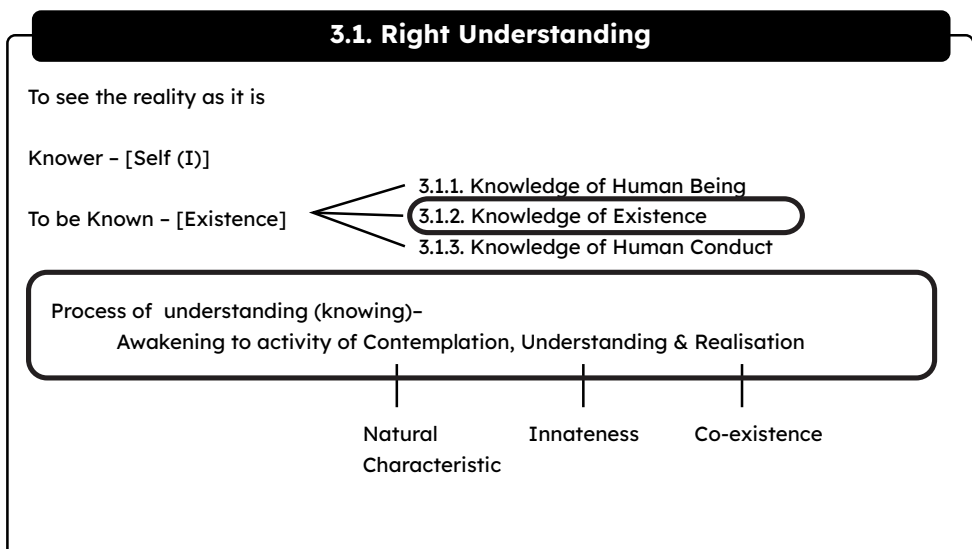 3.1. Right Understanding
To see the reality as it is
Knower – [Self (I)]
To be Known – [Existence]
3.1.1. Knowledge of Human Being
3.1.2. Knowledge of Existence
3.1.3. Knowledge of Human Conduct
Process of understanding (knowing)–
Awakening to activity of Contemplation, Understanding & Realisation
Natural
Characteristic
Innateness
Co-existence